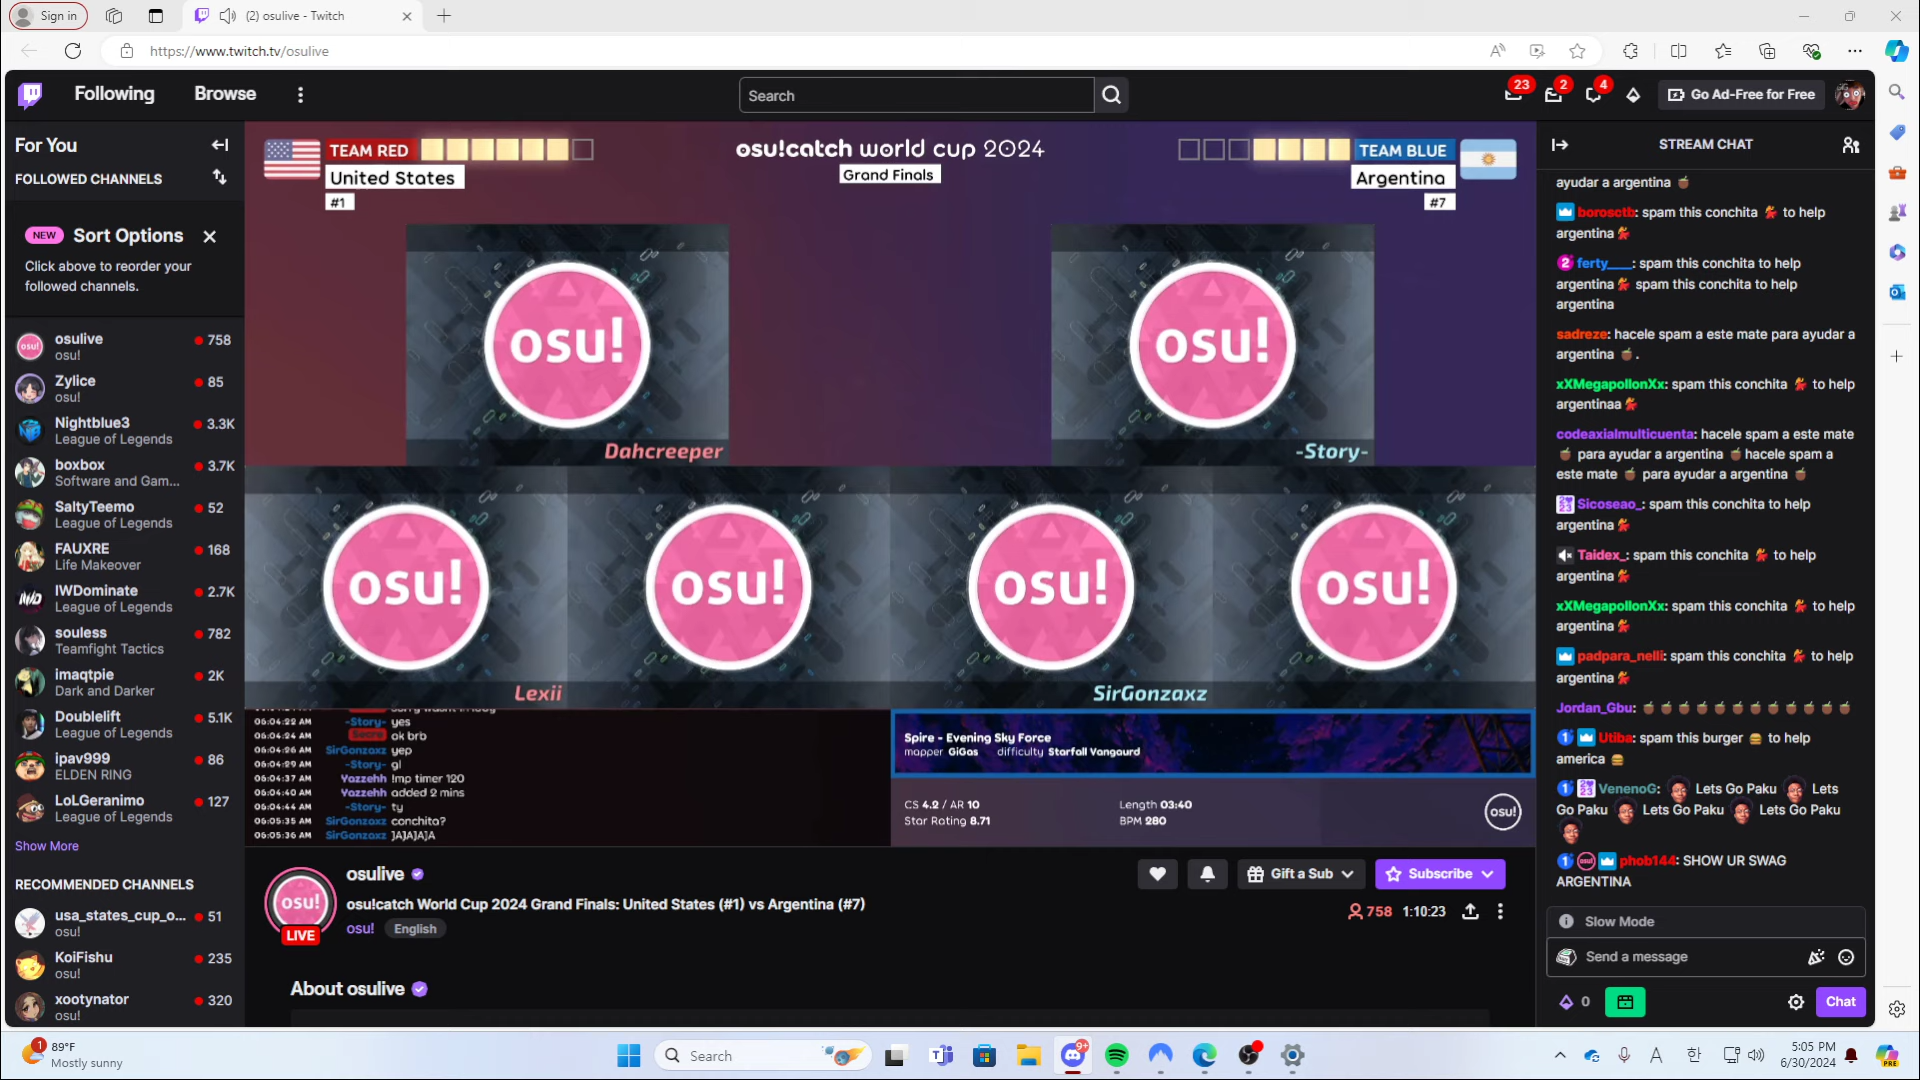 Sign in
(2) osulive - Twitch
https://www.twitch.tv/osulive
Following
Browse
Search
23
2
4
Go Ad-Free for Free
For You
FOLLOWED CHANNELS
NEW Sort Options
Click above to reorder your
followed channels.
osulive 758
osu!
Zylice 85
osu!
Nightblue3 3.3K
League of Legends
boxbox 3.7K
Software and Gam...
SaltyTeemo 52
League of Legends
FAUXRE 168
Life Makeover
IWDominate 2.7K
League of Legends
souless 782
Teamfight Tactics
imaqtpie 2K
Dark and Darker
Doublelift 5.1K
League of Legends
ipav999 86
ELDEN RING
LoLGeranimo 127
League of Legends
Show More
RECOMMENDED CHANNELS
usa_states_cup_o... 51
osu!
KoiFishu 235
osu!
xootynator 320
osu!
TEAM RED
United States
#1
osu!catch world cup 2024
Grand Finals
TEAM BLUE
Argentina
#7
osu!
osu!
Dahcreeper
-Story-
osu!
osu!
osu!
osu!
Lexii
SirGonzaxz
06:04:22 AM -Story- yes
06:04:24 AM ok brb
06:04:26 AM SirGonzaxz yep
06:04:29 AM -Story- gl
06:04:37 AM Yazzehh !mp timer 120
06:04:40 AM Yazzehh added 2 mins
06:04:44 AM -Story- ty
06:05:35 AM SirGonzaxz conchita?
06:05:36 AM SirGonzaxz JAJAJAJA
Spire - Evening Sky Force
mapper GiGas difficulty Starfall Vangaurd
CS 4.2 / AR 10
Star Rating 8.71
Length 03:40
BPM 280
osu!
osu!
LIVE
osulive
osu!catch World Cup 2024 Grand Finals: United States (#1) vs Argentina (#7)
osu! English
Gift a Sub
Subscribe
758 1:10:23
About osulive
STREAM CHAT
ayudar a argentina 🧉
borosctb: spam this conchita 💃 to help
argentina💃
ferty____: spam this conchita to help
argentina💃 spam this conchita to help
argentina
sadreze: hacele spam a este mate para ayudar a
argentina 🧉.
xXMegapollonXx: spam this conchita 💃 to help
argentinaa💃
codeaxialmulticuenta: hacele spam a este mate
🧉 para ayudar a argentina 🧉hacele spam a
este mate 🧉 para ayudar a argentina 🧉
Sicoseao_: spam this conchita 💃 to help
argentina💃
Taidex_: spam this conchita 💃 to help
argentina💃
xXMegapollonXx: spam this conchita 💃 to help
argentina💃
padpara_nelli: spam this conchita 💃 to help
argentina💃
Jordan_Gbu: 🧉 🧉 🧉 🧉 🧉 🧉 🧉 🧉 🧉 🧉 🧉 🧉
Utiba: spam this burger 🍔 to help
america 🍔
VenenoG: Lets Go Paku Lets
Go Paku Lets Go Paku Lets Go Paku
phob144: SHOW UR SWAG
ARGENTINA
Slow Mode
Send a message
0
Chat
1
89°F
Mostly sunny
Search
9+
A
한
5:05 PM
6/30/2024
PRE